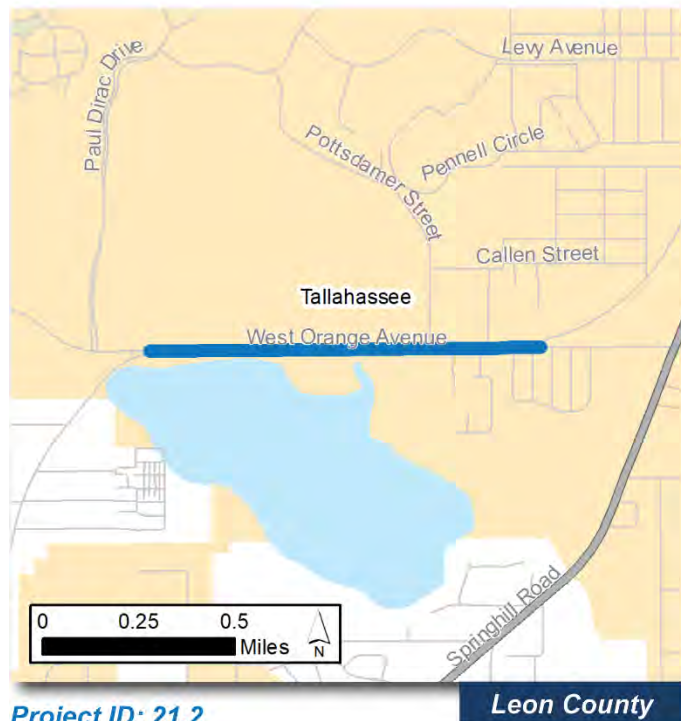 Levy Avenue
Paul Dirac Drive
Pottsdamer Street
Pennell Circle
Callen Street
Tallahassee
West Orange Avenue
Springhill Road
0 0.25 0.5
Miles
N
Project ID: 21.2
Leon County